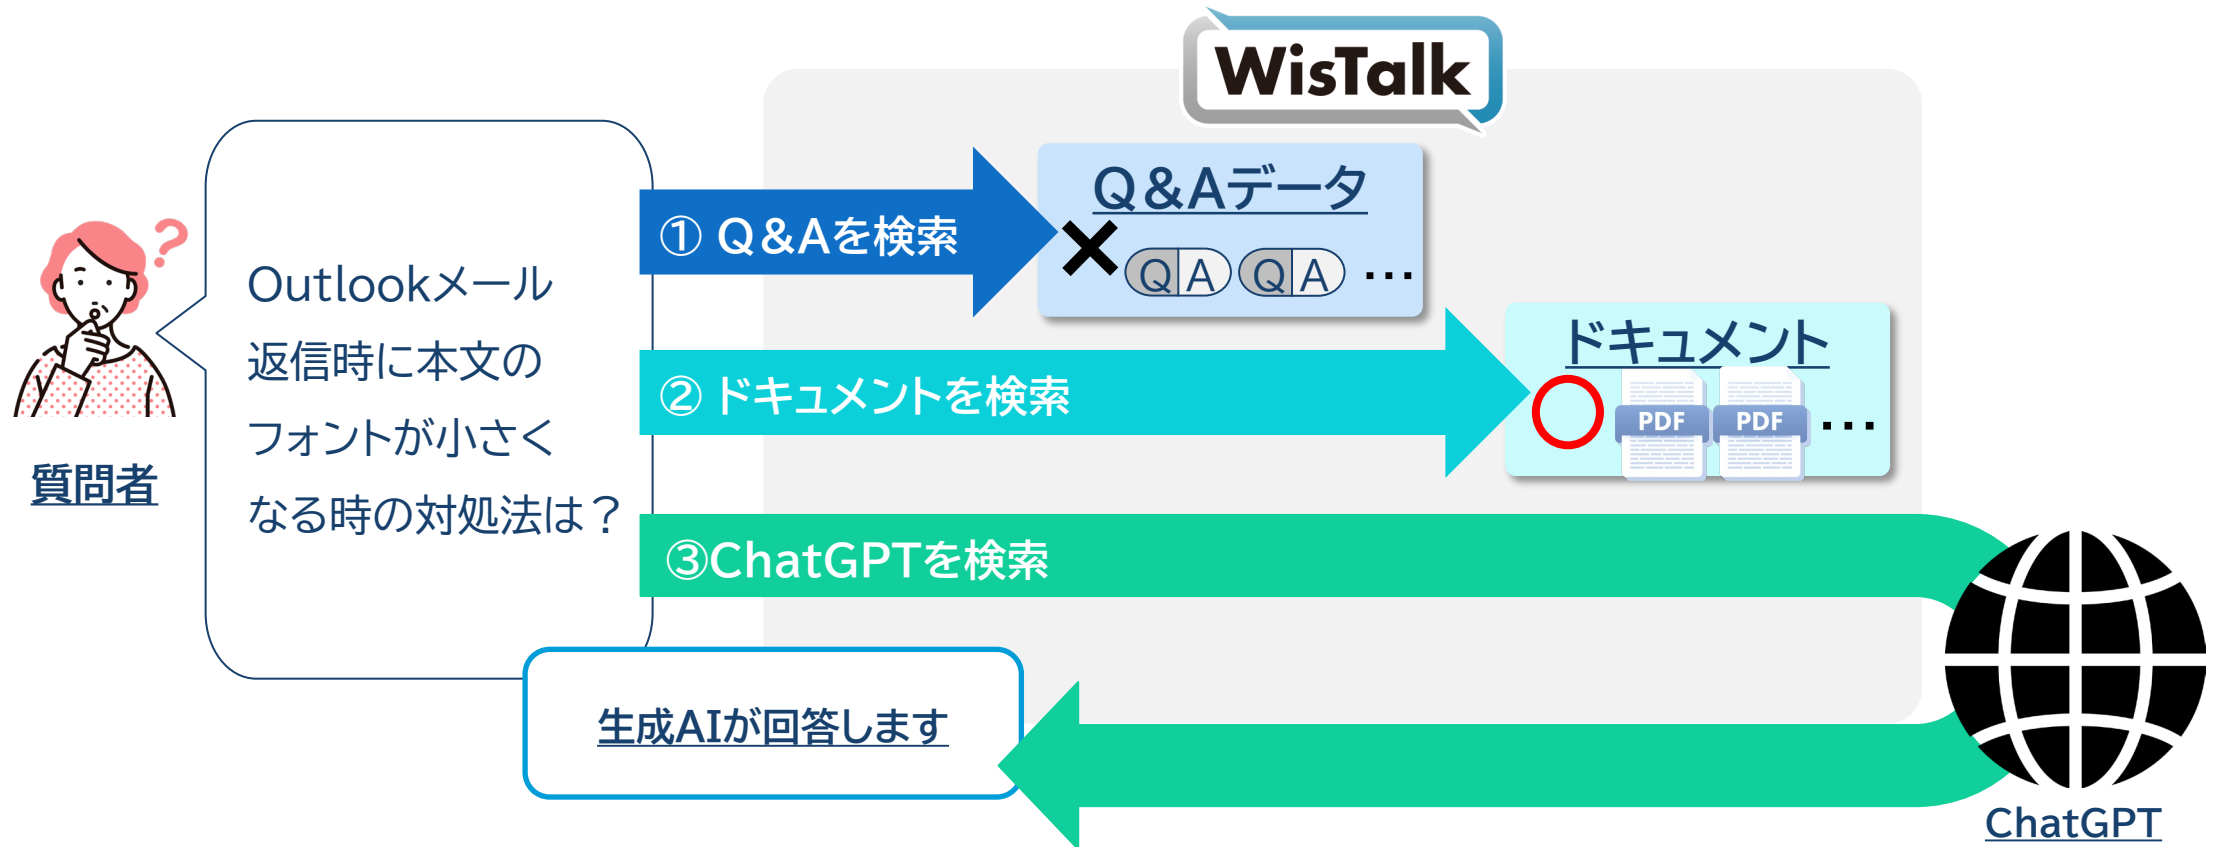 WisTalk
Q&Aデータ
① Q&Aを検索
Q A Q A ...
Outlookメール
返信時に本文の
フォントが小さく
なる時の対処法は？
質問者
ドキュメント
② ドキュメントを検索
PDF PDF ...
③ChatGPTを検索
生成AIが回答します
ChatGPT